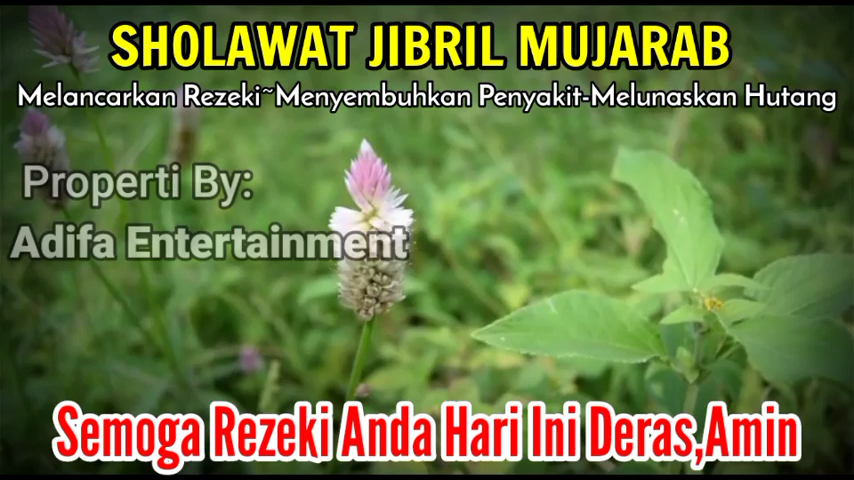 SHOLAWAT JIBRIL MUJARAB
Melancarkan Rezeki~Menyembuhkan Penyakit-Melunaskan Hutang
Properti By:
Adifa Entertainment
Semoga Rezeki Anda Hari Ini Deras,Amin